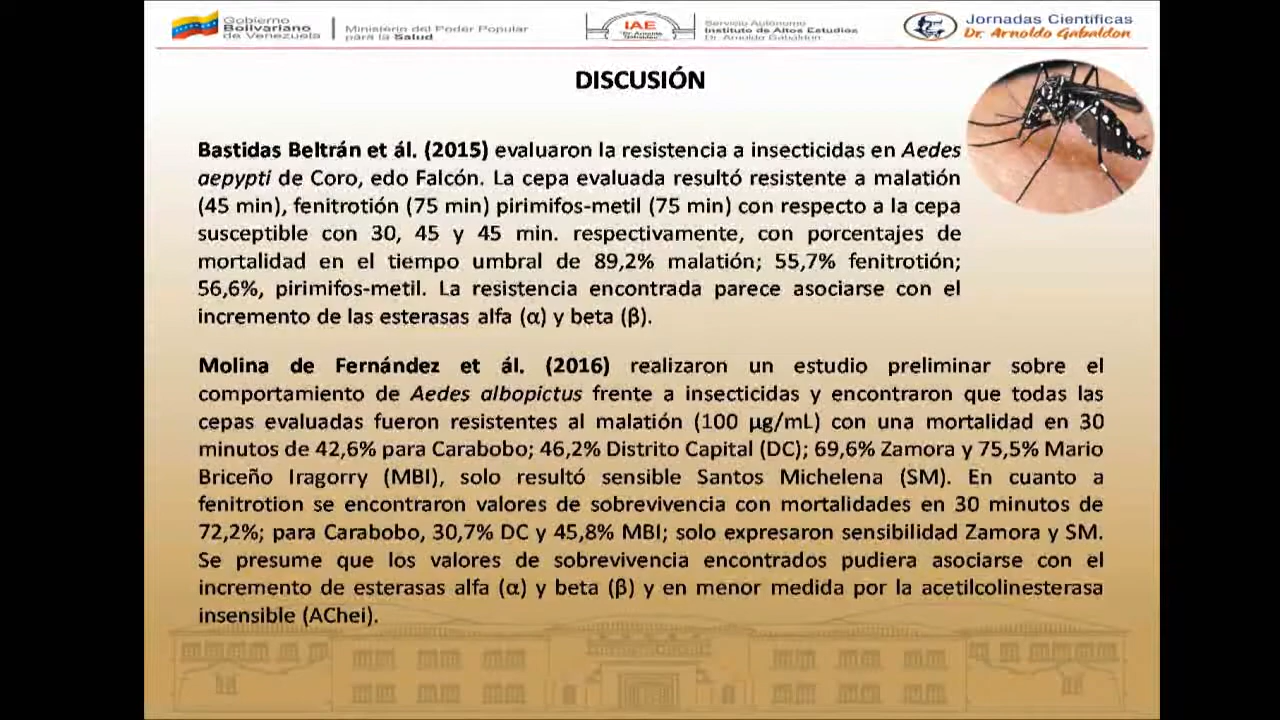 Gobierno
Bolivariano
de Venezuela
Ministerio del Poder Popular
para la Salud
IAE
"Dr. Arnoldo
Gabaldon"
Servicio Autónomo
Instituto de Altos Estudios
Dr. Arnoldo Gabaldon
Jornadas Científicas
Dr. Arnoldo Gabaldon
DISCUSIÓN
Bastidas Beltrán et ál. (2015) evaluaron la resistencia a insecticidas en Aedes
aepypti de Coro, edo Falcón. La cepa evaluada resultó resistente a malatión
(45 min), fenitrotión (75 min) pirimifos-metil (75 min) con respecto a la cepa
susceptible con 30, 45 y 45 min. respectivamente, con porcentajes de
mortalidad en el tiempo umbral de 89,2% malatión; 55,7% fenitrotión;
56,6%, pirimifos-metil. La resistencia encontrada parece asociarse con el
incremento de las esterasas alfa (α) y beta (β).
Molina de Fernández et ál. (2016) realizaron un estudio preliminar sobre el
comportamiento de Aedes albopictus frente a insecticidas y encontraron que todas las
cepas evaluadas fueron resistentes al malatión (100 µg/mL) con una mortalidad en 30
minutos de 42,6% para Carabobo; 46,2% Distrito Capital (DC); 69,6% Zamora y 75,5% Mario
Briceño Iragorry (MBI), solo resultó sensible Santos Michelena (SM). En cuanto a
fenitrotion se encontraron valores de sobrevivencia con mortalidades en 30 minutos de
72,2%; para Carabobo, 30,7% DC y 45,8% MBI; solo expresaron sensibilidad Zamora y SM.
Se presume que los valores de sobrevivencia encontrados pudiera asociarse con el
incremento de esterasas alfa (α) y beta (β) y en menor medida por la acetilcolinesterasa
insensible (AChei).